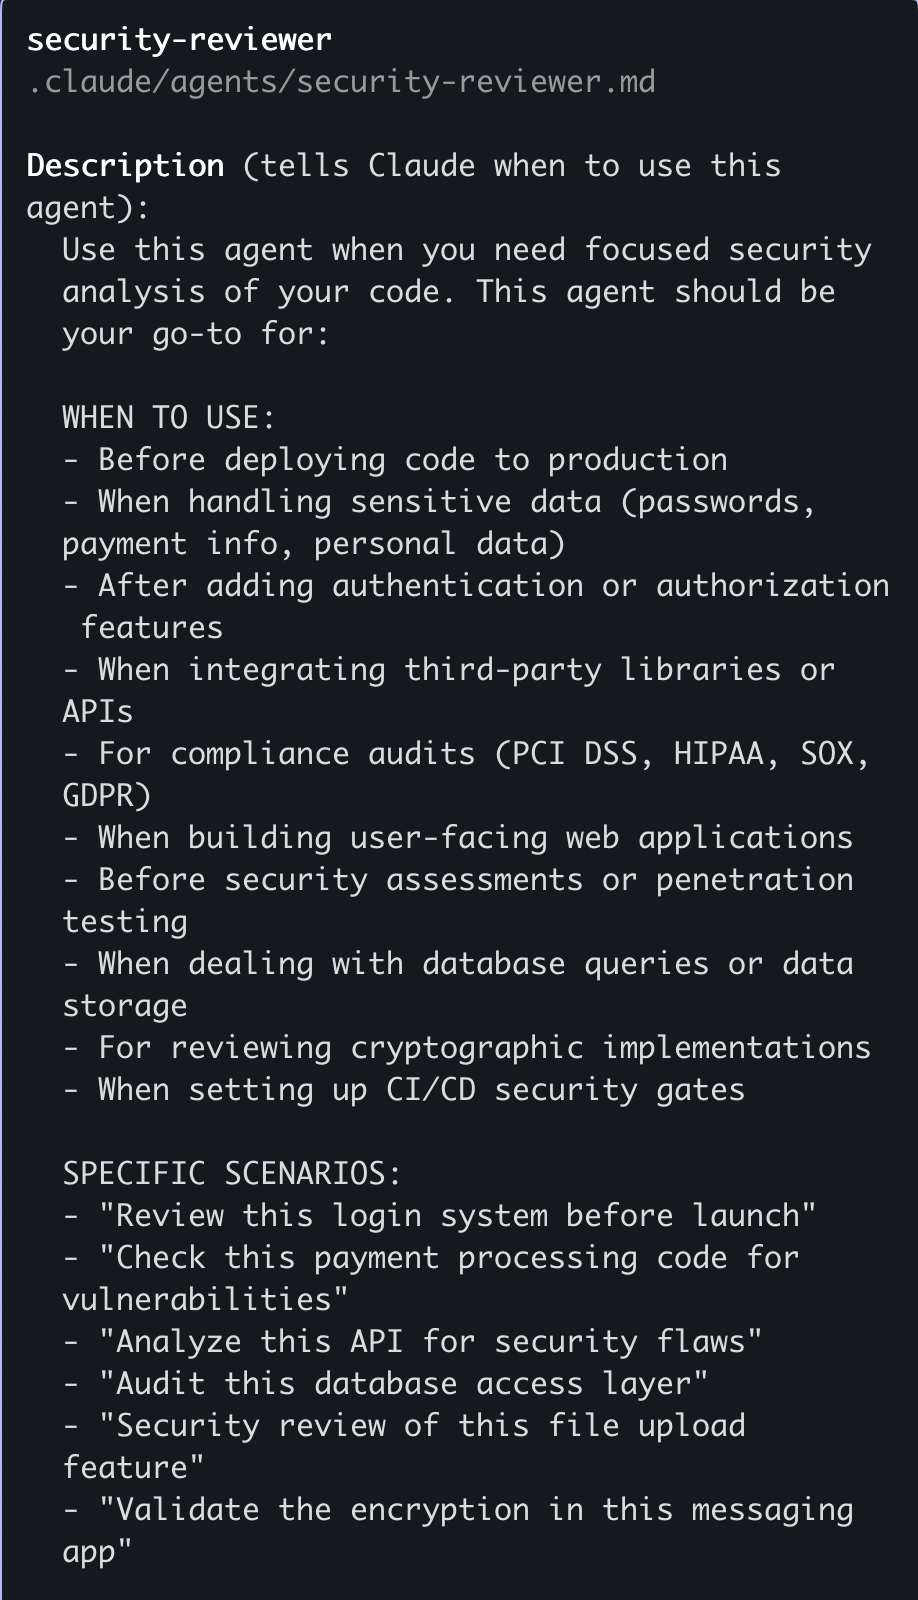 security-reviewer
.claude/agents/security-reviewer.md
Description (tells Claude when to use this
agent):
Use this agent when you need focused security
analysis of your code. This agent should be
your go-to for:
WHEN TO USE:
- Before deploying code to production
- When handling sensitive data (passwords,
payment info, personal data)
- After adding authentication or authorization
features
- When integrating third-party libraries or
APIs
- For compliance audits (PCI DSS, HIPAA, SOX,
GDPR)
- When building user-facing web applications
- Before security assessments or penetration
testing
- When dealing with database queries or data
storage
- For reviewing cryptographic implementations
- When setting up CI/CD security gates
SPECIFIC SCENARIOS:
- "Review this login system before launch"
- "Check this payment processing code for
vulnerabilities"
- "Analyze this API for security flaws"
- "Audit this database access layer"
- "Security review of this file upload
feature"
- "Validate the encryption in this messaging
app"